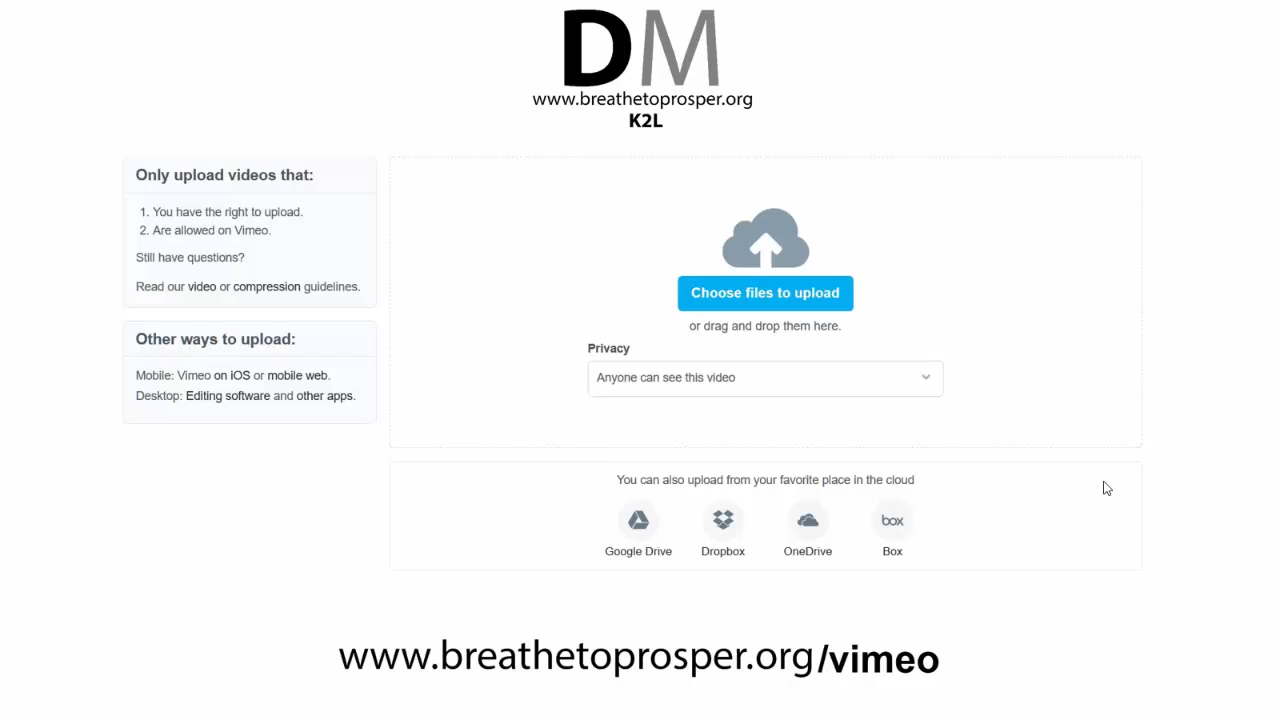 DM
www.breathetoprosper.org
K2L
Only upload videos that:
1. You have the right to upload.
2. Are allowed on Vimeo.
Still have questions?
Read our video or compression guidelines.
Other ways to upload:
Mobile: Vimeo on iOS or mobile web.
Desktop: Editing software and other apps.
Choose files to upload
or drag and drop them here.
Privacy
Anyone can see this video
You can also upload from your favorite place in the cloud
box
Google Drive Dropbox OneDrive Box
www.breathetoprosper.org/vimeo